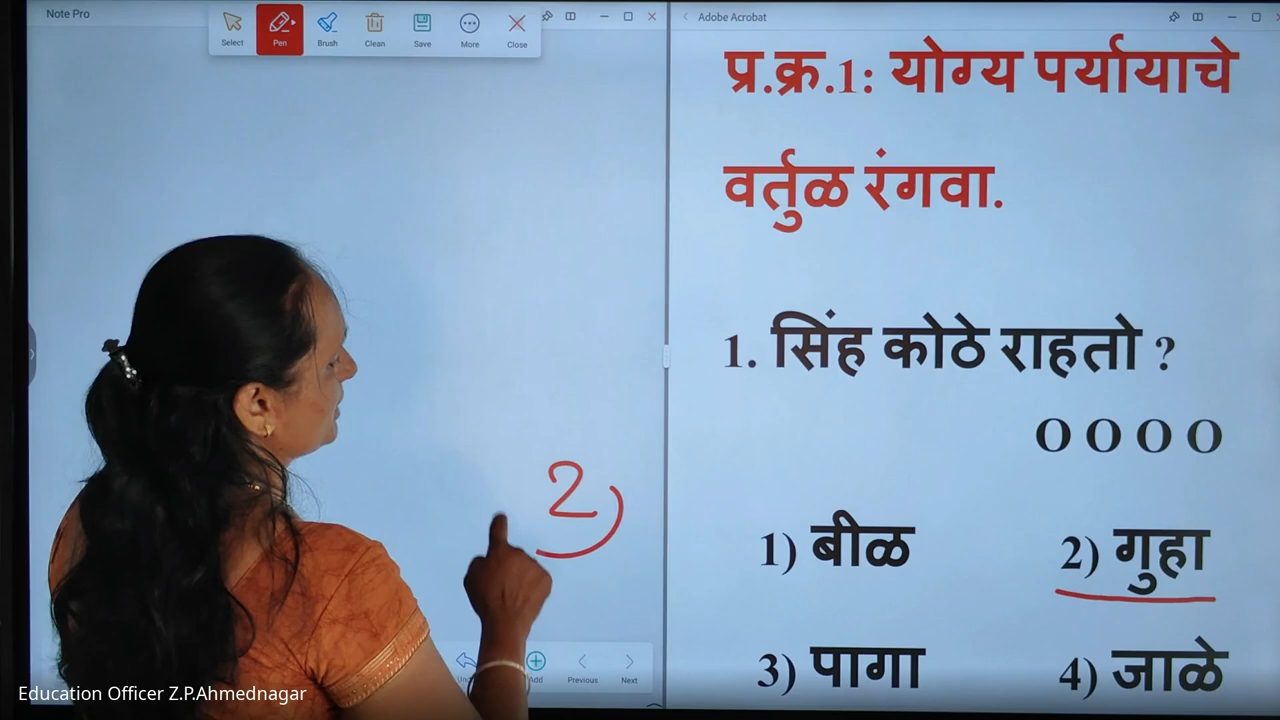 Note Pro
Select
Pen
Brush
Clean
Save
More
Close
Adobe Acrobat
प्र.क्र.1: योग्य पर्यायाचे
वर्तुळ रंगवा.
1. सिंह कोठे राहतो ?
O O O O
1) बीळ
2) गुहा
3) पागा
4) जाळे
2)
Add
Previous
Next
Education Officer Z.P.Ahmednagar